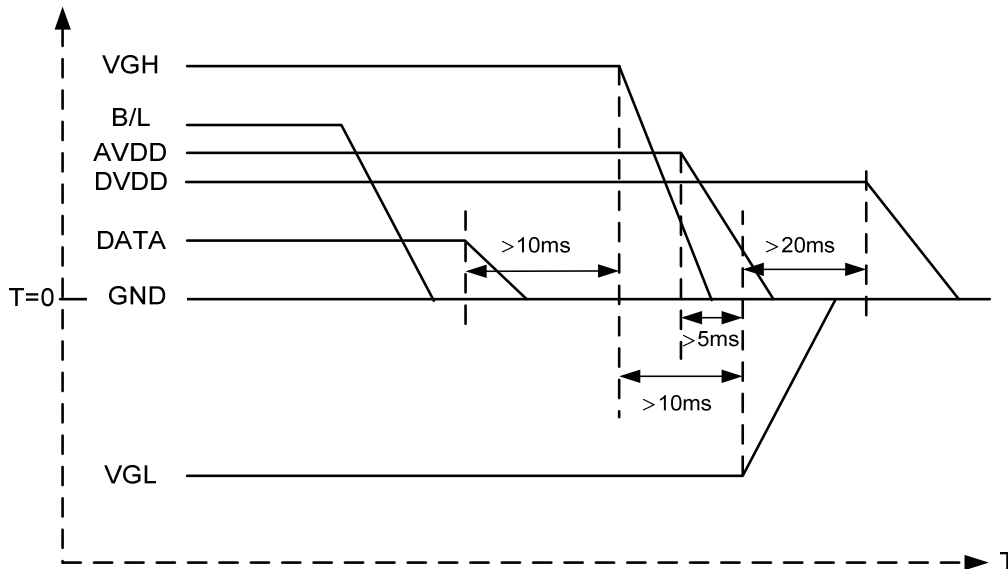 VGH
B/L
AVDD
DVDD
DATA
>10ms
>20ms
T=0
GND
>5ms
>10ms
VGL
T